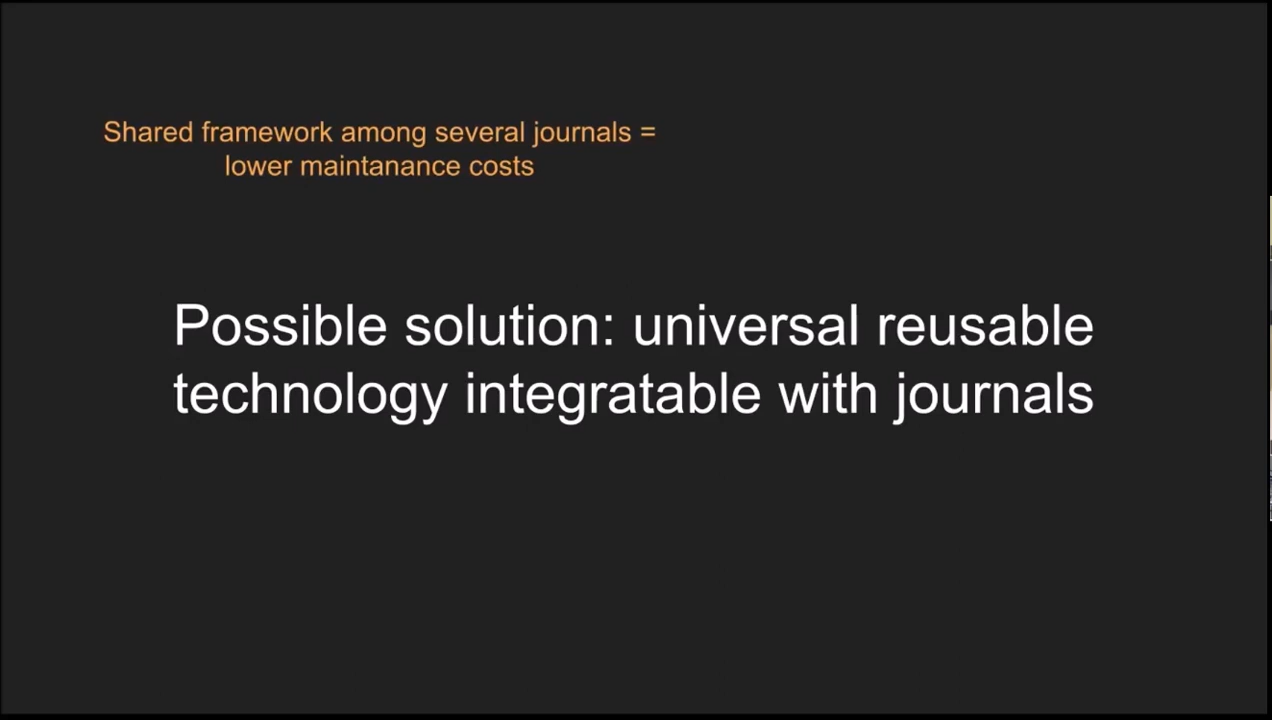 Shared framework among several journals =
lower maintanance costs
Possible solution: universal reusable
technology integratable with journals